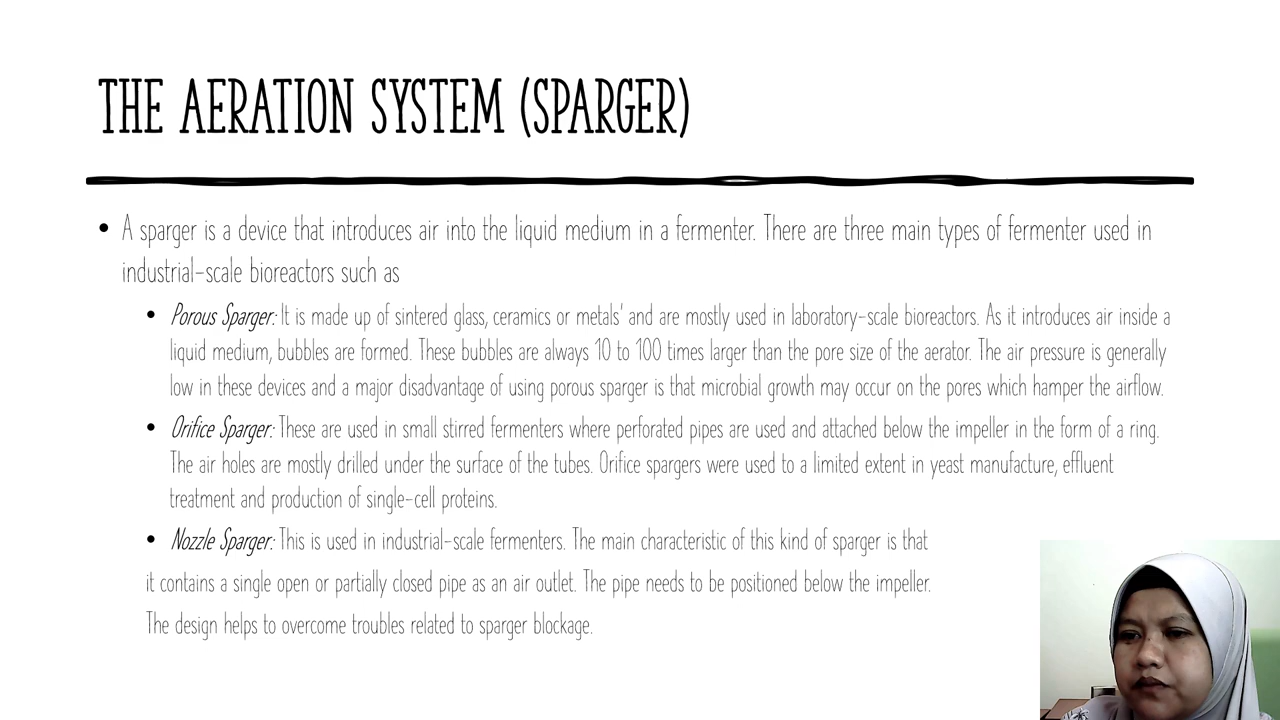 THE AERATION SYSTEM (SPARGER)
• A sparger is a device that introduces air into the liquid medium in a fermenter. There are three main types of fermenter used in
industrial-scale bioreactors such as
• Porous Sparger: It is made up of sintered glass, ceramics or metals' and are mostly used in laboratory-scale bioreactors. As it introduces air inside a
liquid medium, bubbles are formed. These bubbles are always 10 to 100 times larger than the pore size of the aerator. The air pressure is generally
low in these devices and a major disadvantage of using porous sparger is that microbial growth may occur on the pores which hamper the airflow.
• Orifice Sparger: These are used in small stirred fermenters where perforated pipes are used and attached below the impeller in the form of a ring.
The air holes are mostly drilled under the surface of the tubes. Orifice spargers were used to a limited extent in yeast manufacture, effluent
treatment and production of single-cell proteins.
• Nozzle Sparger: This is used in industrial-scale fermenters. The main characteristic of this kind of sparger is that
it contains a single open or partially closed pipe as an air outlet. The pipe needs to be positioned below the impeller.
The design helps to overcome troubles related to sparger blockage.